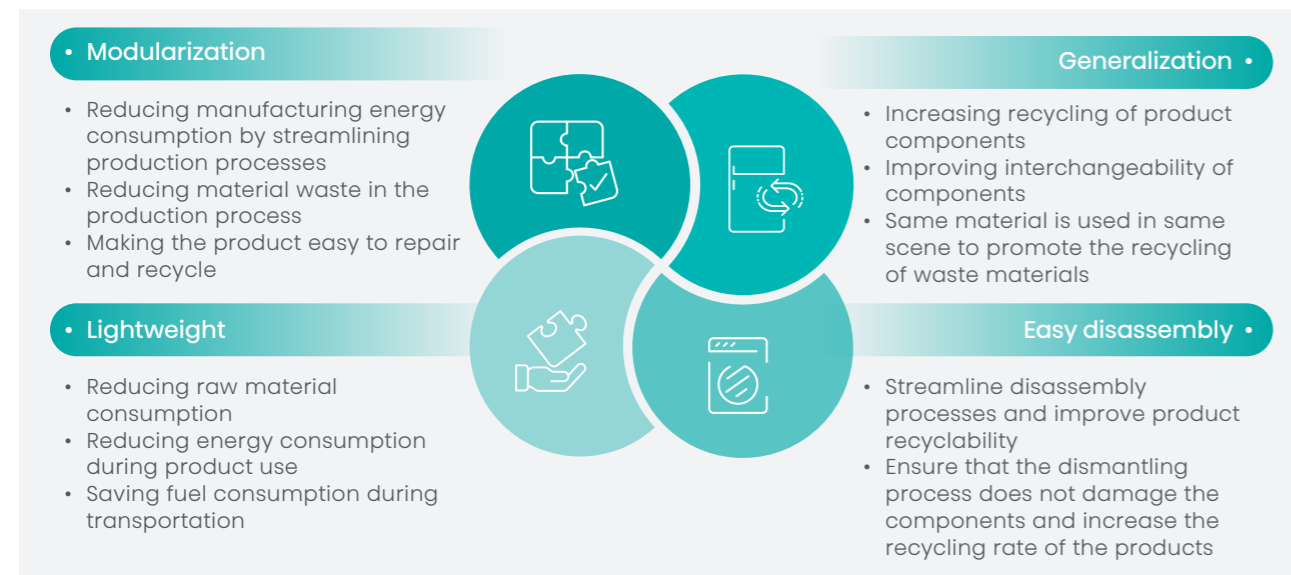 • Modularization
• Reducing manufacturing energy
consumption by streamlining
production processes
• Reducing material waste in the
production process
• Making the product easy to repair
and recycle
Generalization •
• Increasing recycling of product
components
• Improving interchangeability of
components
• Same material is used in same
scene to promote the recycling
of waste materials
• Lightweight
• Reducing raw material
consumption
• Reducing energy consumption
during product use
• Saving fuel consumption during
transportation
Easy disassembly •
• Streamline disassembly
processes and improve product
recyclability
• Ensure that the dismantling
process does not damage the
components and increase the
recycling rate of the products